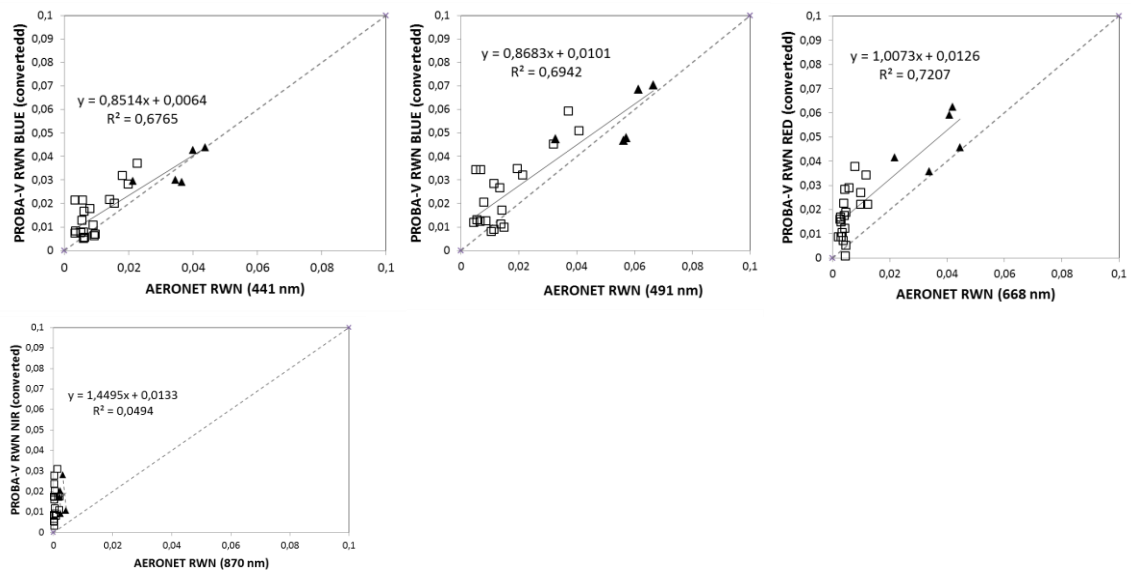 PROBA-V RWN BLUE (convertedd)
0,1
0,09
0,08
0,07
0,06
0,05
0,04
0,03
0,02
0,01
0
y = 0,8514x + 0,0064
R² = 0,6765
0 0,02 0,04 0,06 0,08 0,1
AERONET RWN (441 nm)
PROBA-V RWN BLUE (convertedd)
0,1
0,09
0,08
0,07
0,06
0,05
0,04
0,03
0,02
0,01
0
y = 0,8683x + 0,0101
R² = 0,6942
0 0,02 0,04 0,06 0,08 0,1
AERONET RWN (491 nm)
PROBA-V RWN RED (convertedd)
0,1
0,09
0,08
0,07
0,06
0,05
0,04
0,03
0,02
0,01
0
y = 1,0073x + 0,0126
R² = 0,7207
0 0,02 0,04 0,06 0,08 0,1
AERONET RWN (668 nm)
PROBA-V RWN NIR (converted)
0,1
0,09
0,08
0,07
0,06
0,05
0,04
0,03
0,02
0,01
0
y = 1,4495x + 0,0133
R² = 0,0494
0 0,02 0,04 0,06 0,08 0,1
AERONET RWN (870 nm)